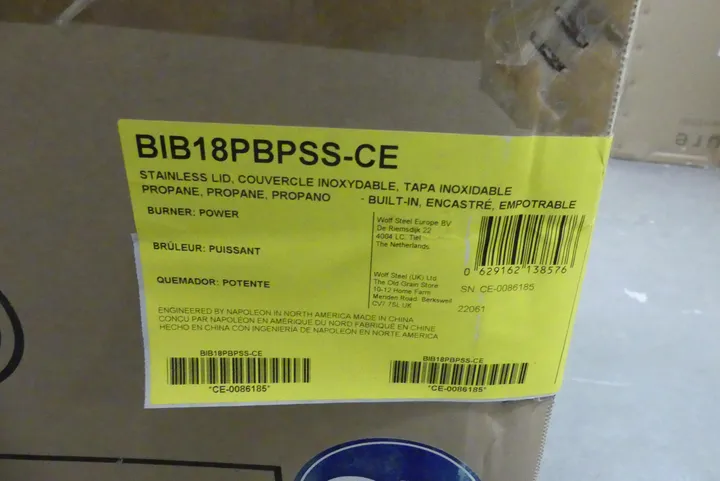 BIB18PBPSS-CE
STAINLESS LID, COUVERCLE INOXYDABLE, TAPA INOXIDABLE
PROPANE, PROPANE, PROPANO - BUILT-IN, ENCASTRÉ, EMPOTRABLE
BURNER: POWER
BRÛLEUR: PUISSANT
QUEMADOR: POTENTE
Wolf Steel Europe BV
De Riemsdijk 22
4004 LC. Tiel
The Netherlands
Wolf Steel (UK) Ltd
The Old Grain Store
10-12 Home Farm
Meriden Road. Berkswell
CV7 7SL UK
0 629162 138576
SN. CE-0086185
22061
ENGINEERED BY NAPOLEON IN NORTH AMERICA MADE IN CHINA
CONÇU PAR NAPOLÉON EN AMÉRIQUE DU NORD FABRIQUÉ EN CHINE
HECHO EN CHINA CON INGENIERIA DE NAPOLEON EN NORTE AMERICA
BIB18PBPSS-CE
*CE-0086185*
BIB18PBPSS-CE
*CE-0086185*